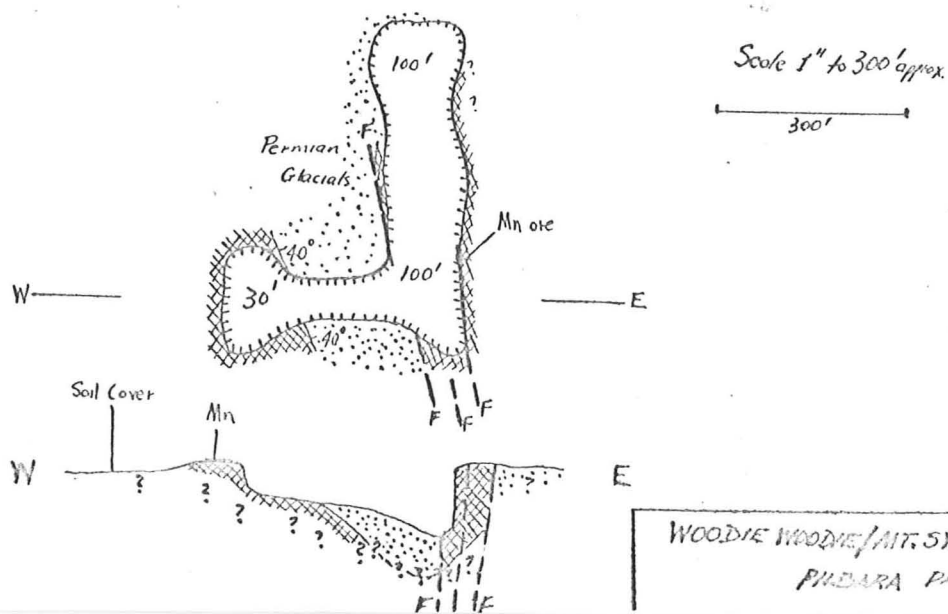 100'
Scale 1" to 300' approx.
300'
F
Permian
Glacials
Mn ore
40°
100'
30'
W
E
40°
F F F
Soil Cover
Mn
W
E
? ? ? ? ? ? ? ?
F F
WOODIE WOODIE/MT. SY
PILBARA